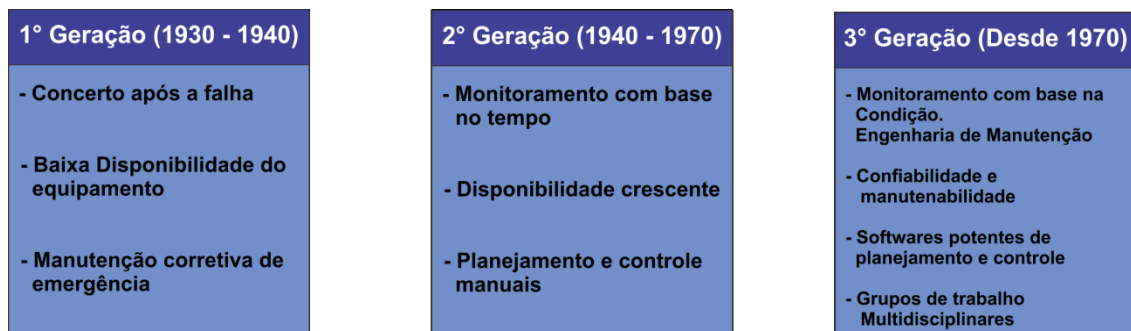 1° Geração (1930 - 1940)
- Concerto após a falha
- Baixa Disponibilidade do
equipamento
- Manutenção corretiva de
emergência
2° Geração (1940 - 1970)
- Monitoramento com base
no tempo
- Disponibilidade crescente
- Planejamento e controle
manuais
3° Geração (Desde 1970)
- Monitoramento com base na
Condição.
Engenharia de Manutenção
- Confiabilidade e
manutenabilidade
- Softwares potentes de
planejamento e controle
- Grupos de trabalho
Multidisciplinares